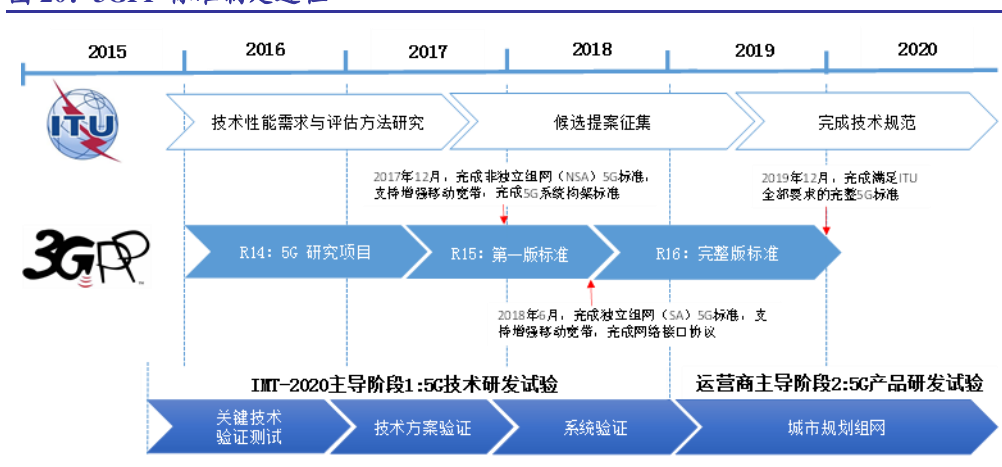 2015 2016 2017 2018 2019 2020
ITU
技术性能需求与评估方法研究
候选提案征集
完成技术规范
2017年12月，完成非独立组网（NSA）5G标准，
支持增强移动宽带，完成5G系统构架标准
2019年12月，完成满足ITU
全部要求的完整5G标准
3GPP
R14：5G 研究项目
R15：第一版标准
R16：完整版标准
2018年6月，完成独立组网（SA）5G标准，支
持增强移动宽带，完成网络接口协议
IMT-2020主导阶段1:5G技术研发试验
运营商主导阶段2:5G产品研发试验
关键技术
验证测试
技术方案验证
系统验证
城市规划组网